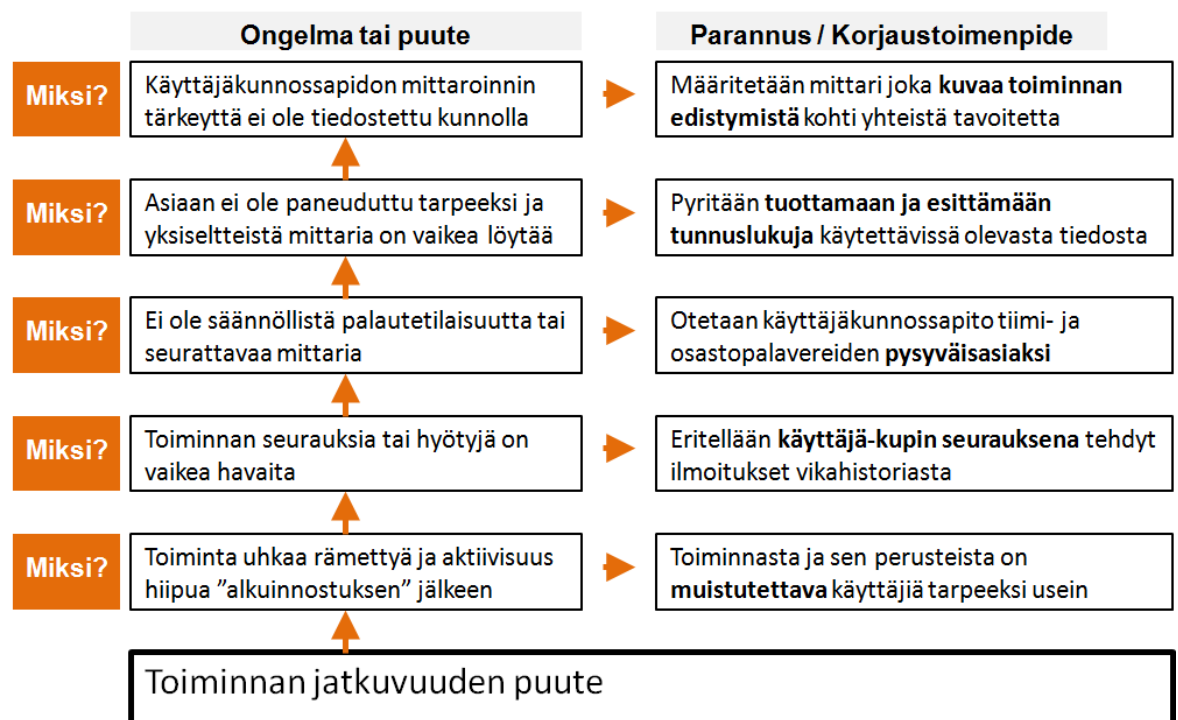 Ongelma tai puute
Parannus / Korjaustoimenpide
Miksi?
Käyttäjäkunnossapidon mittaroinnin
tärkeyttä ei ole tiedostettu kunnolla
Määritetään mittari joka kuvaa toiminnan
edistymistä kohti yhteistä tavoitetta
Miksi?
Asiaan ei ole paneuduttu tarpeeksi ja
yksiseltteistä mittaria on vaikea löytää
Pyritään tuottamaan ja esittämään
tunnuslukuja käytettävissä olevasta tiedosta
Miksi?
Ei ole säännöllistä palautetilaisuutta tai
seurattavaa mittaria
Otetaan käyttäjäkunnossapito tiimi- ja
osastopalavereiden pysyväisasiaksi
Miksi?
Toiminnan seurauksia tai hyötyjä on
vaikea havaita
Eritellään käyttäjä-kupin seurauksena tehdyt
ilmoitukset vikahistoriasta
Miksi?
Toiminta uhkaa rämettyä ja aktiivisuus
hiipua ”alkuinnostuksen” jälkeen
Toiminnasta ja sen perusteista on
muistutettava käyttäjiä tarpeeksi usein
Toiminnan jatkuvuuden puute